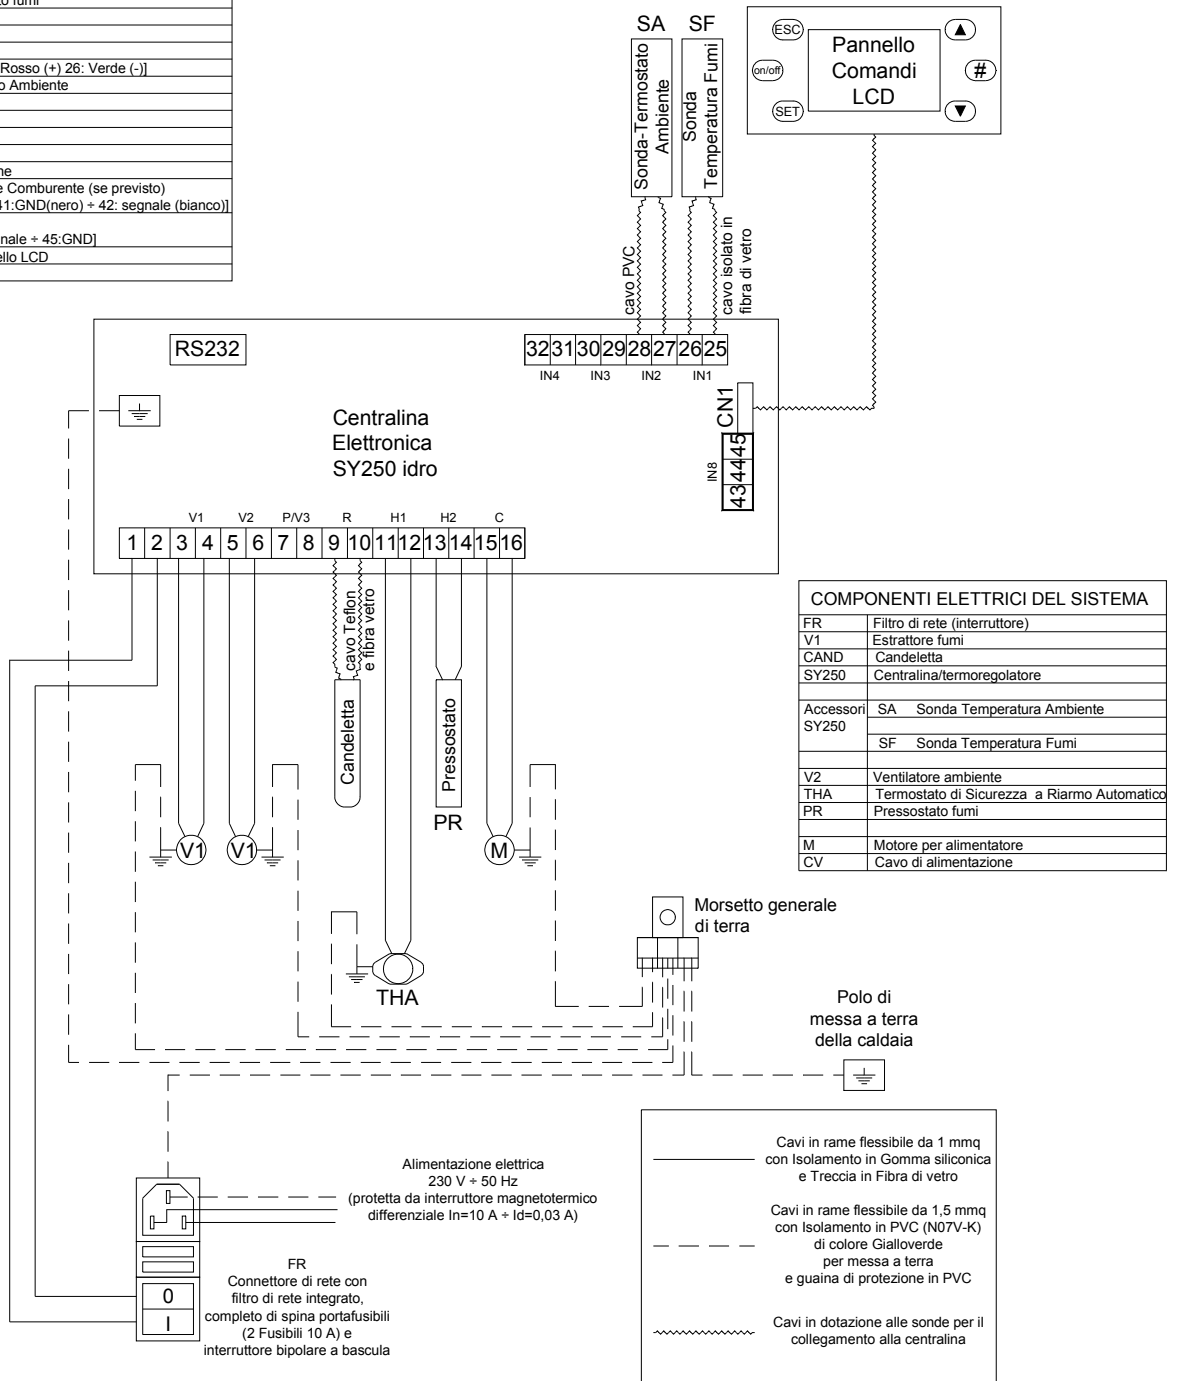 to fumi
Rosso (+) 26: Verde (-)]
o Ambiente
ne
e Comburente (se previsto)
41:GND(nero) ÷ 42: segnale (bianco)]
nale ÷ 45:GND]
ello LCD
SA SF
Sonda-Termostato
Ambiente
Sonda
Temperatura Fumi
cavo PVC
cavo isolato in
fibra di vetro
ESC
on/off
SET
#
Pannello
Comandi
LCD
RS232
32 31 30 29 28 27 26 25
IN4 IN3 IN2 IN1
CN1
IN8
43 44 45
Centralina
Elettronica
SY250 idro
V1 V2 P/V3 R H1 H2 C
1 2 3 4 5 6 7 8 9 10 11 12 13 14 15 16
cavo Teflon
e fibra vetro
Candeletta
Pressostato
PR
V1
V1
M
THA
COMPONENTI ELETTRICI DEL SISTEMA
FR Filtro di rete (interruttore)
V1 Estrattore fumi
CAND Candeletta
SY250 Centralina/termoregolatore
Accessori SY250
SA Sonda Temperatura Ambiente
SF Sonda Temperatura Fumi
V2 Ventilatore ambiente
THA Termostato di Sicurezza a Riarmo Automatico
PR Pressostato fumi
M Motore per alimentatore
CV Cavo di alimentazione
Morsetto generale
di terra
Polo di
messa a terra
della caldaia
Alimentazione elettrica
230 V ÷ 50 Hz
(protetta da interruttore magnetotermico
differenziale In=10 A ÷ Id=0,03 A)
0
I
FR
Connettore di rete con
filtro di rete integrato,
completo di spina portafusibili
(2 Fusibili 10 A) e
interruttore bipolare a bascula
Cavi in rame flessibile da 1 mmq
con Isolamento in Gomma siliconica
e Treccia in Fibra di vetro
Cavi in rame flessibile da 1,5 mmq
con Isolamento in PVC (N07V-K)
di colore Gialloverde
per messa a terra
e guaina di protezione in PVC
Cavi in dotazione alle sonde per il
collegamento alla centralina